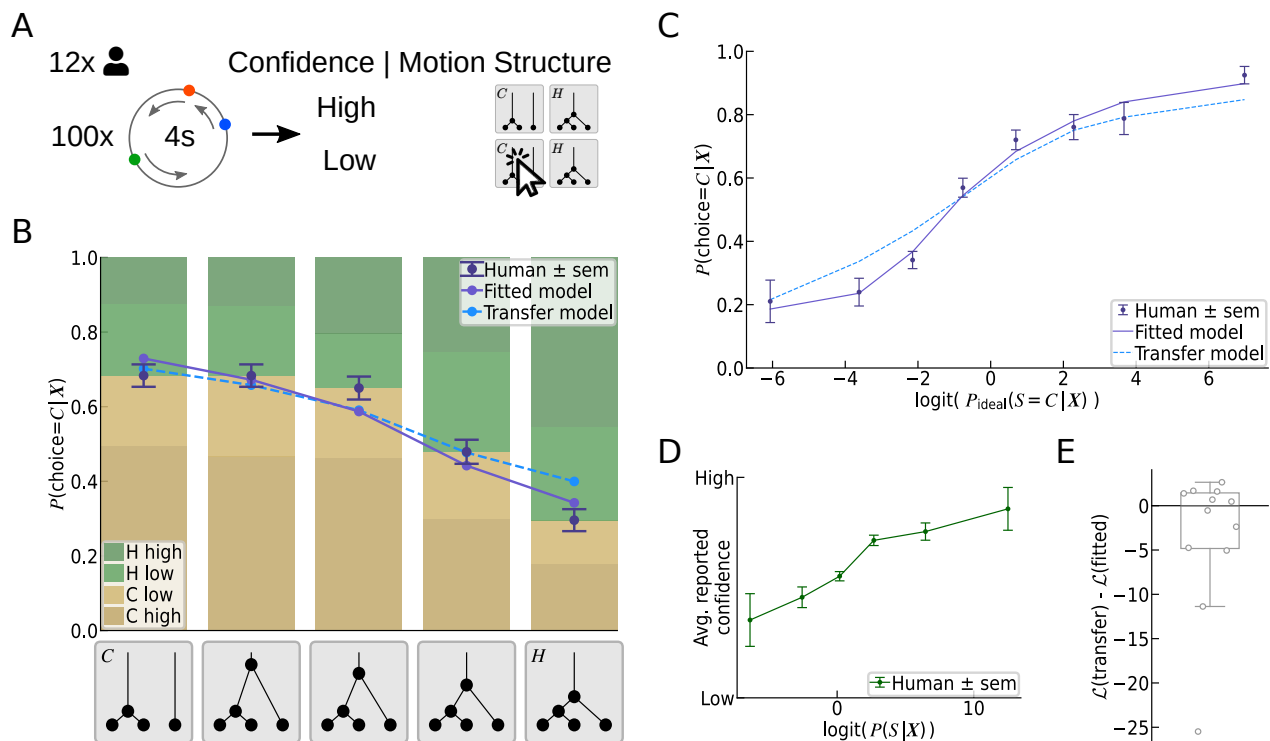 A
12x
Confidence | Motion Structure
100x
4s
High
Low
C
H
C
H
B
P(choice=C|X)
1.0
0.8
0.6
0.4
0.2
0.0
Human ± sem
Fitted model
Transfer model
H high
H low
C low
C high
C
H
C
P(choice=C|X)
1.0
0.8
0.6
0.4
0.2
0.0
Human ± sem
Fitted model
Transfer model
−6 −4 −2 0 2 4 6
logit( P_ideal(S=C|X) )
D
Avg. reported
confidence
High
Low
Human ± sem
0 10
logit(P(S|X))
E
ℒ(transfer) - ℒ(fitted)
0
−5
−10
−15
−20
−25